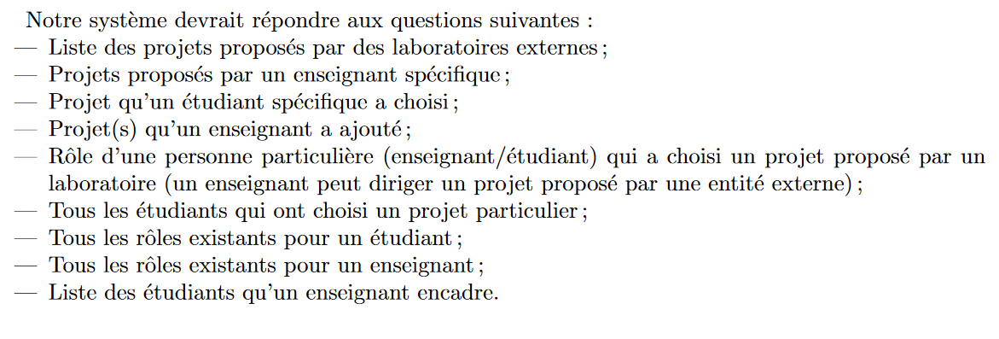 Notre système devrait répondre aux questions suivantes :
— Liste des projets proposés par des laboratoires externes ;
— Projets proposés par un enseignant spécifique ;
— Projet qu'un étudiant spécifique a choisi ;
— Projet(s) qu'un enseignant a ajouté ;
— Rôle d'une personne particulière (enseignant/étudiant) qui a choisi un projet proposé par un
laboratoire (un enseignant peut diriger un projet proposé par une entité externe) ;
— Tous les étudiants qui ont choisi un projet particulier ;
— Tous les rôles existants pour un étudiant ;
— Tous les rôles existants pour un enseignant ;
— Liste des étudiants qu'un enseignant encadre.